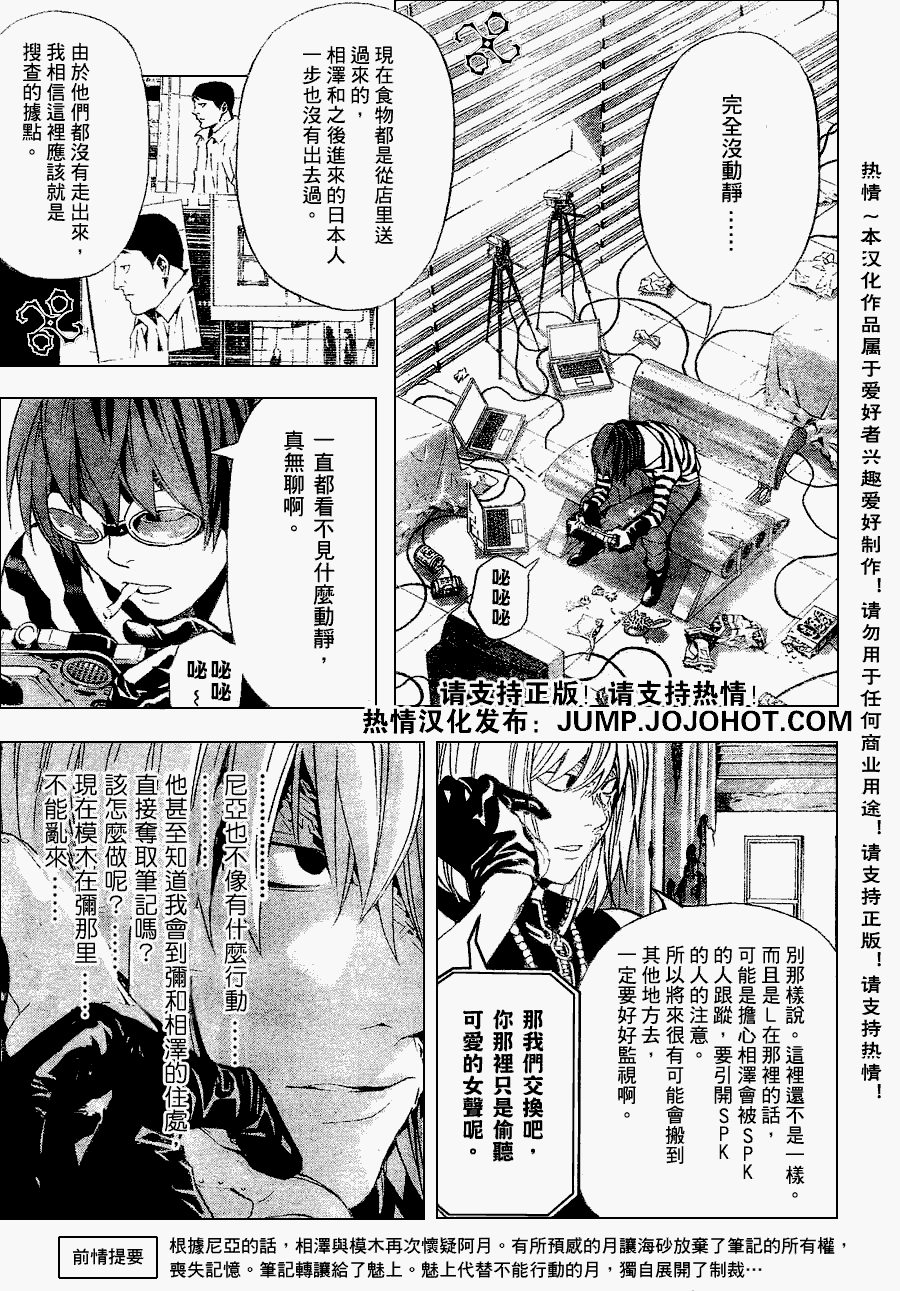 完全沒動靜……
現在食物都是從店里送
過來的，
相澤和之後進來的日本人
一步也沒有出去過。
由於他們都沒有走出來，
我相信這裡應該就是
搜查的據點。
嗶嗶嗶
一直都看不見什麼動靜，
真無聊啊。
嗶嗶
嗶～
请支持正版！请支持热情！
热情汉化发布：JUMP.JOJOHOT.COM
別那樣說。這裡還不是一樣。
而且是L在那裡的話，
可能是擔心相澤會被SPK
的人跟蹤，要引開SPK
的人的注意。
所以將來很有可能會搬到
其他地方去，
一定要好好監視啊。
那我們交換吧，
你那裡只是偷聽
可愛的女聲呢。
………尼亞也不像有什麼行動……
………
他甚至知道我會到彌和相澤的住處，
直接奪取筆記嗎？
該怎麼做呢？……
現在模木在彌那里……
不能亂來……
热情～本汉化作品属于爱好者兴趣爱好制作！请勿用于任何商业用途！请支持正版！请支持热情！
前情提要
根據尼亞的話，相澤與模木再次懷疑阿月。有所預感的月讓海砂放棄了筆記的所有權，
喪失記憶。筆記轉讓給了魅上。魅上代替不能行動的月，獨自展開了制裁…